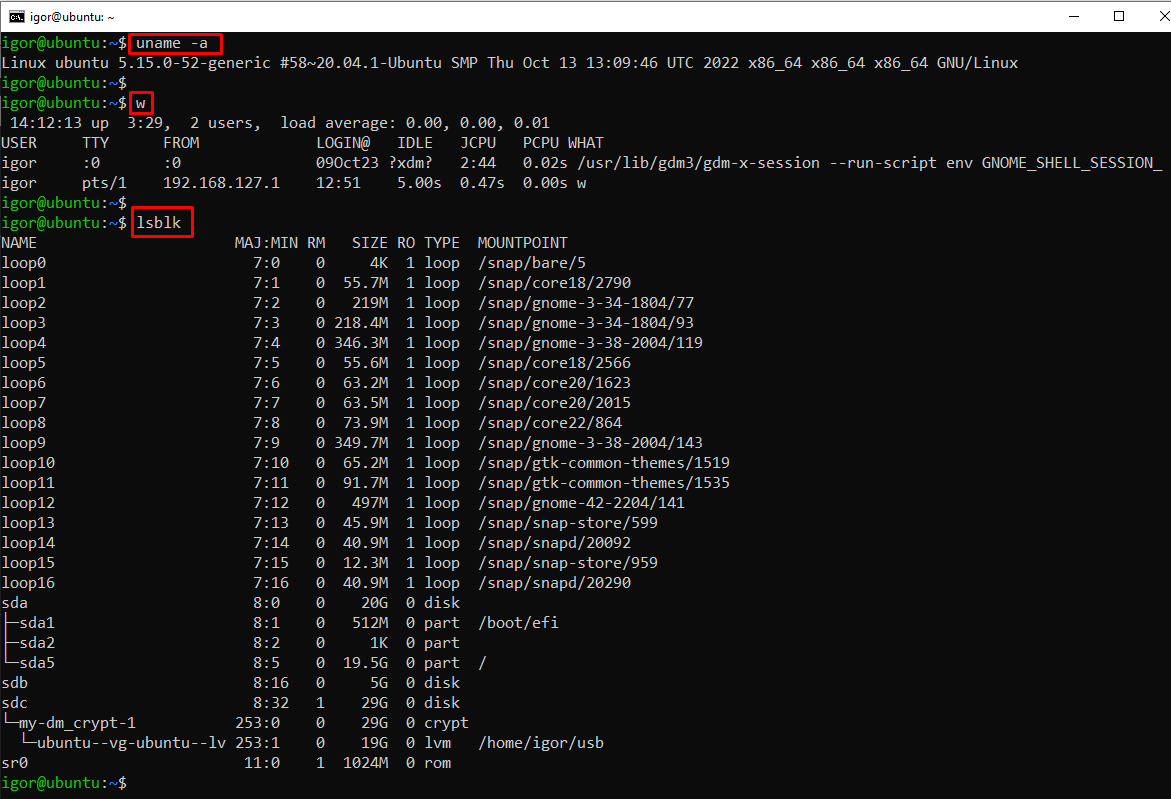 igor@ubuntu: ~
igor@ubuntu:~$ uname -a
Linux ubuntu 5.15.0-52-generic #58~20.04.1-Ubuntu SMP Thu Oct 13 13:09:46 UTC 2022 x86_64 x86_64 x86_64 GNU/Linux
igor@ubuntu:~$
igor@ubuntu:~$ w
 14:12:13 up  3:29,  2 users,  load average: 0.00, 0.00, 0.01
USER     TTY      FROM             LOGIN@   IDLE   JCPU   PCPU WHAT
igor     :0       :0               09Oct23 ?xdm?   2:44   0.02s /usr/lib/gdm3/gdm-x-session --run-script env GNOME_SHELL_SESSION_
igor     pts/1    192.168.127.1    12:51    5.00s  0.47s  0.00s w
igor@ubuntu:~$
igor@ubuntu:~$ lsblk
NAME                      MAJ:MIN RM   SIZE RO TYPE  MOUNTPOINT
loop0                       7:0    0     4K  1 loop  /snap/bare/5
loop1                       7:1    0  55.7M  1 loop  /snap/core18/2790
loop2                       7:2    0   219M  1 loop  /snap/gnome-3-34-1804/77
loop3                       7:3    0 218.4M  1 loop  /snap/gnome-3-34-1804/93
loop4                       7:4    0 346.3M  1 loop  /snap/gnome-3-38-2004/119
loop5                       7:5    0  55.6M  1 loop  /snap/core18/2566
loop6                       7:6    0  63.2M  1 loop  /snap/core20/1623
loop7                       7:7    0  63.5M  1 loop  /snap/core20/2015
loop8                       7:8    0  73.9M  1 loop  /snap/core22/864
loop9                       7:9    0 349.7M  1 loop  /snap/gnome-3-38-2004/143
loop10                      7:10   0  65.2M  1 loop  /snap/gtk-common-themes/1519
loop11                      7:11   0  91.7M  1 loop  /snap/gtk-common-themes/1535
loop12                      7:12   0   497M  1 loop  /snap/gnome-42-2204/141
loop13                      7:13   0  45.9M  1 loop  /snap/snap-store/599
loop14                      7:14   0  40.9M  1 loop  /snap/snapd/20092
loop15                      7:15   0  12.3M  1 loop  /snap/snap-store/959
loop16                      7:16   0  40.9M  1 loop  /snap/snapd/20290
sda                         8:0    0    20G  0 disk
├─sda1                      8:1    0   512M  0 part  /boot/efi
├─sda2                      8:2    0     1K  0 part
└─sda5                      8:5    0  19.5G  0 part  /
sdb                         8:16   0     5G  0 disk
sdc                         8:32   1    29G  0 disk
└─my-dm_crypt-1           253:0    0    29G  0 crypt
  └─ubuntu--vg-ubuntu--lv 253:1    0    19G  0 lvm   /home/igor/usb
sr0                        11:0    1  1024M  0 rom
igor@ubuntu:~$